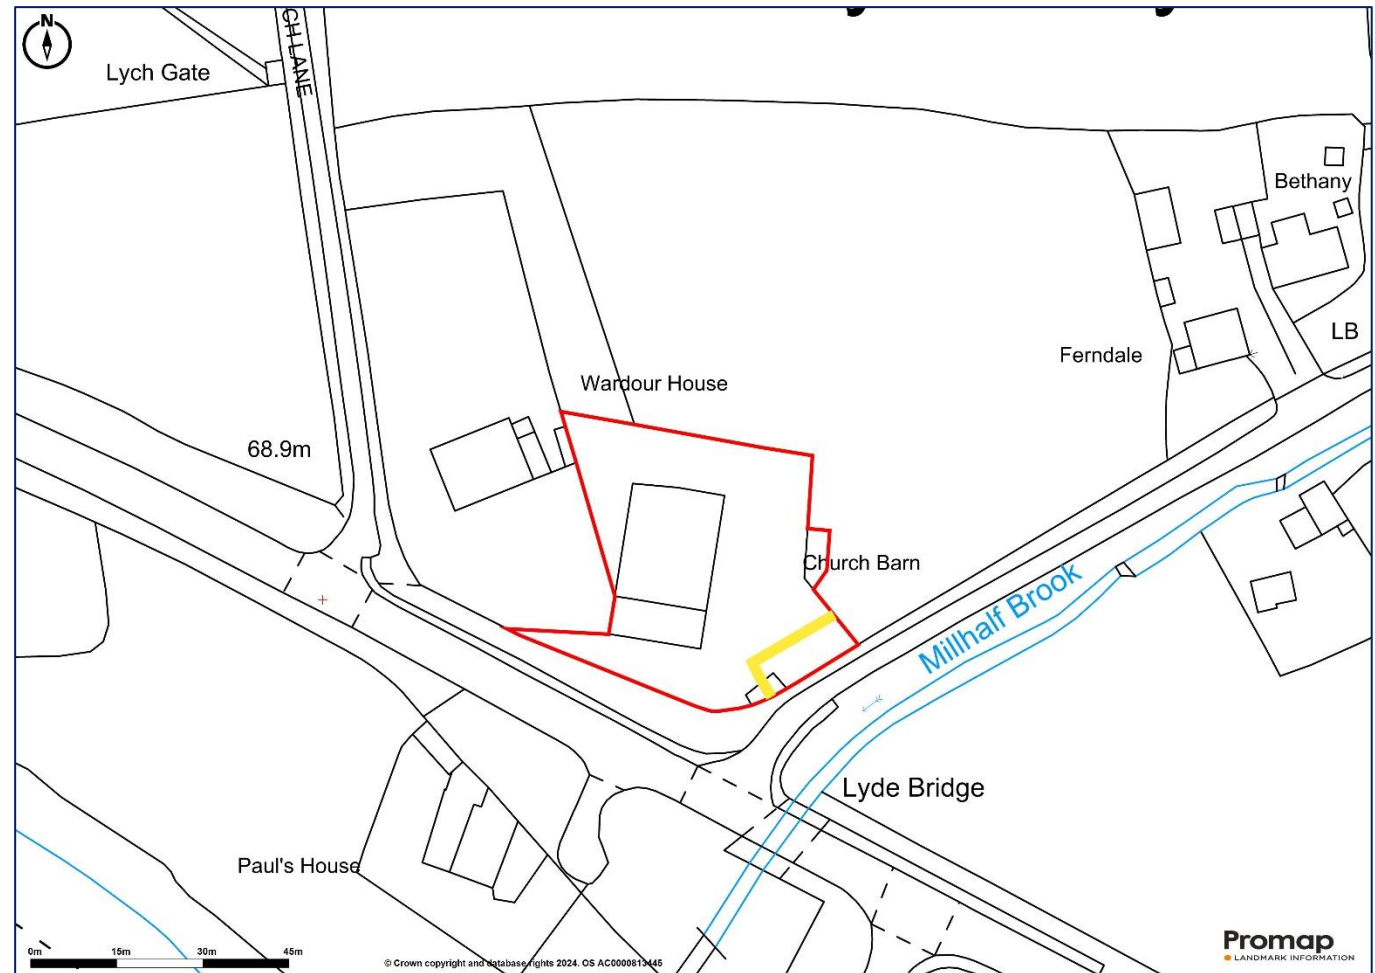 N
CH LANE
Lych Gate
Bethany
LB
Ferndale
Wardour House
68.9m
Church Barn
Millhalf Brook
Lyde Bridge
Paul's House
0m 15m 30m 45m
© Crown copyright and database rights 2024. OS AC0000813445
Promap
LANDMARK INFORMATION